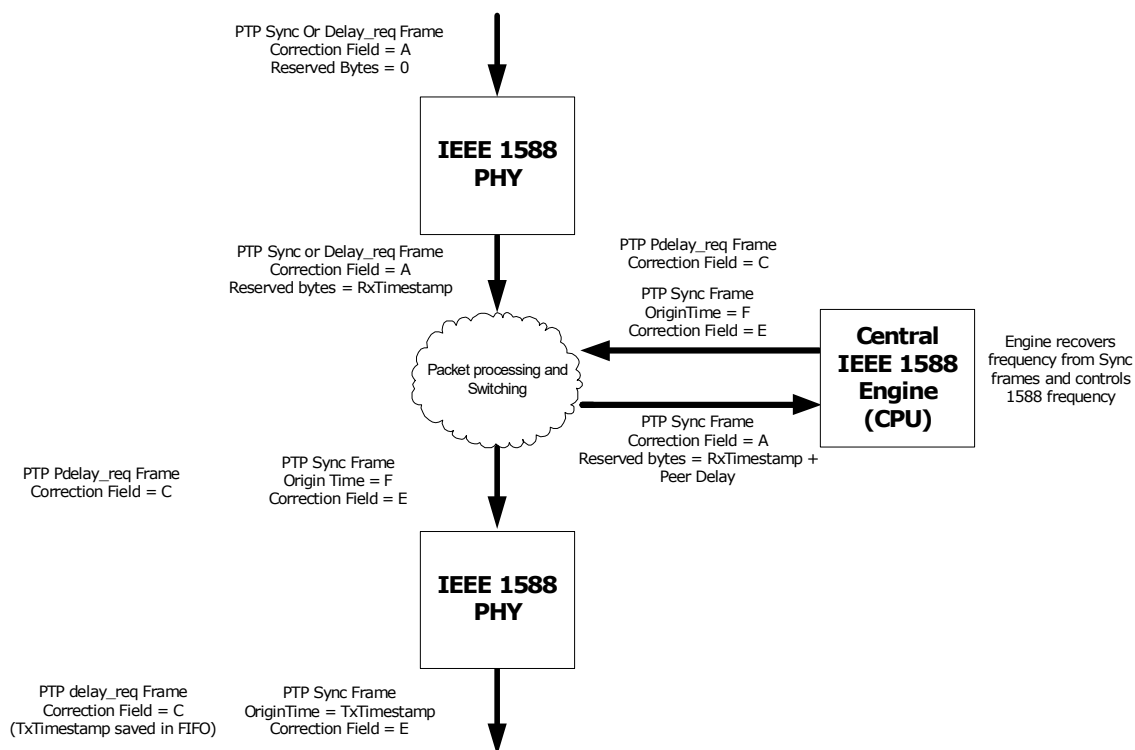 PTP Sync Or Delay_req Frame
Correction Field = A
Reserved Bytes = 0
IEEE 1588
PHY
PTP Sync or Delay_req Frame
Correction Field = A
Reserved bytes = RxTimestamp
PTP Pdelay_req Frame
Correction Field = C
PTP Sync Frame
OriginTime = F
Correction Field = E
Central
IEEE 1588
Engine
(CPU)
Engine recovers
frequency from Sync
frames and controls
1588 frequency
Packet processing and
Switching
PTP Sync Frame
Correction Field = A
Reserved bytes = RxTimestamp +
Peer Delay
PTP Pdelay_req Frame
Correction Field = C
PTP Sync Frame
Origin Time = F
Correction Field = E
IEEE 1588
PHY
PTP delay_req Frame
Correction Field = C
(TxTimestamp saved in FIFO)
PTP Sync Frame
OriginTime = TxTimestamp
Correction Field = E